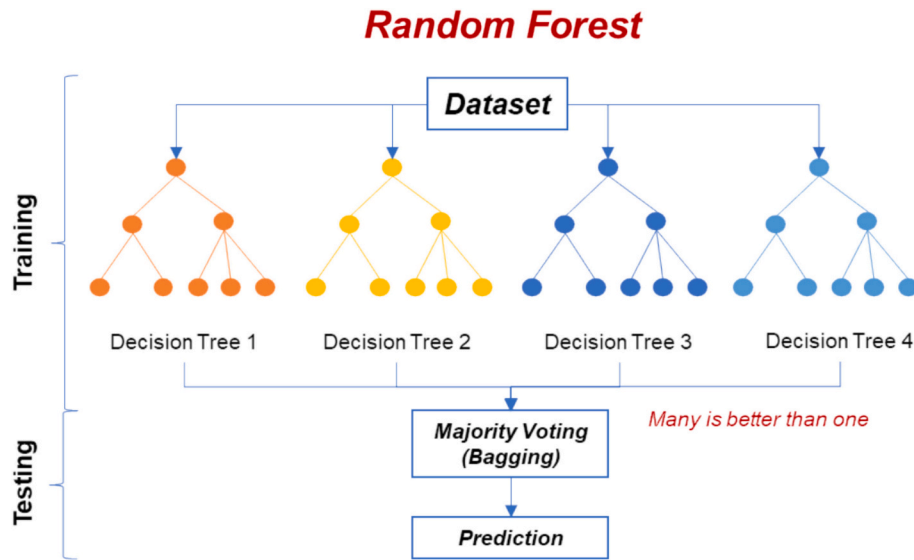 Random Forest
Dataset
Training
Decision Tree 1
Decision Tree 2
Decision Tree 3
Decision Tree 4
Many is better than one
Testing
Majority Voting
(Bagging)
Prediction